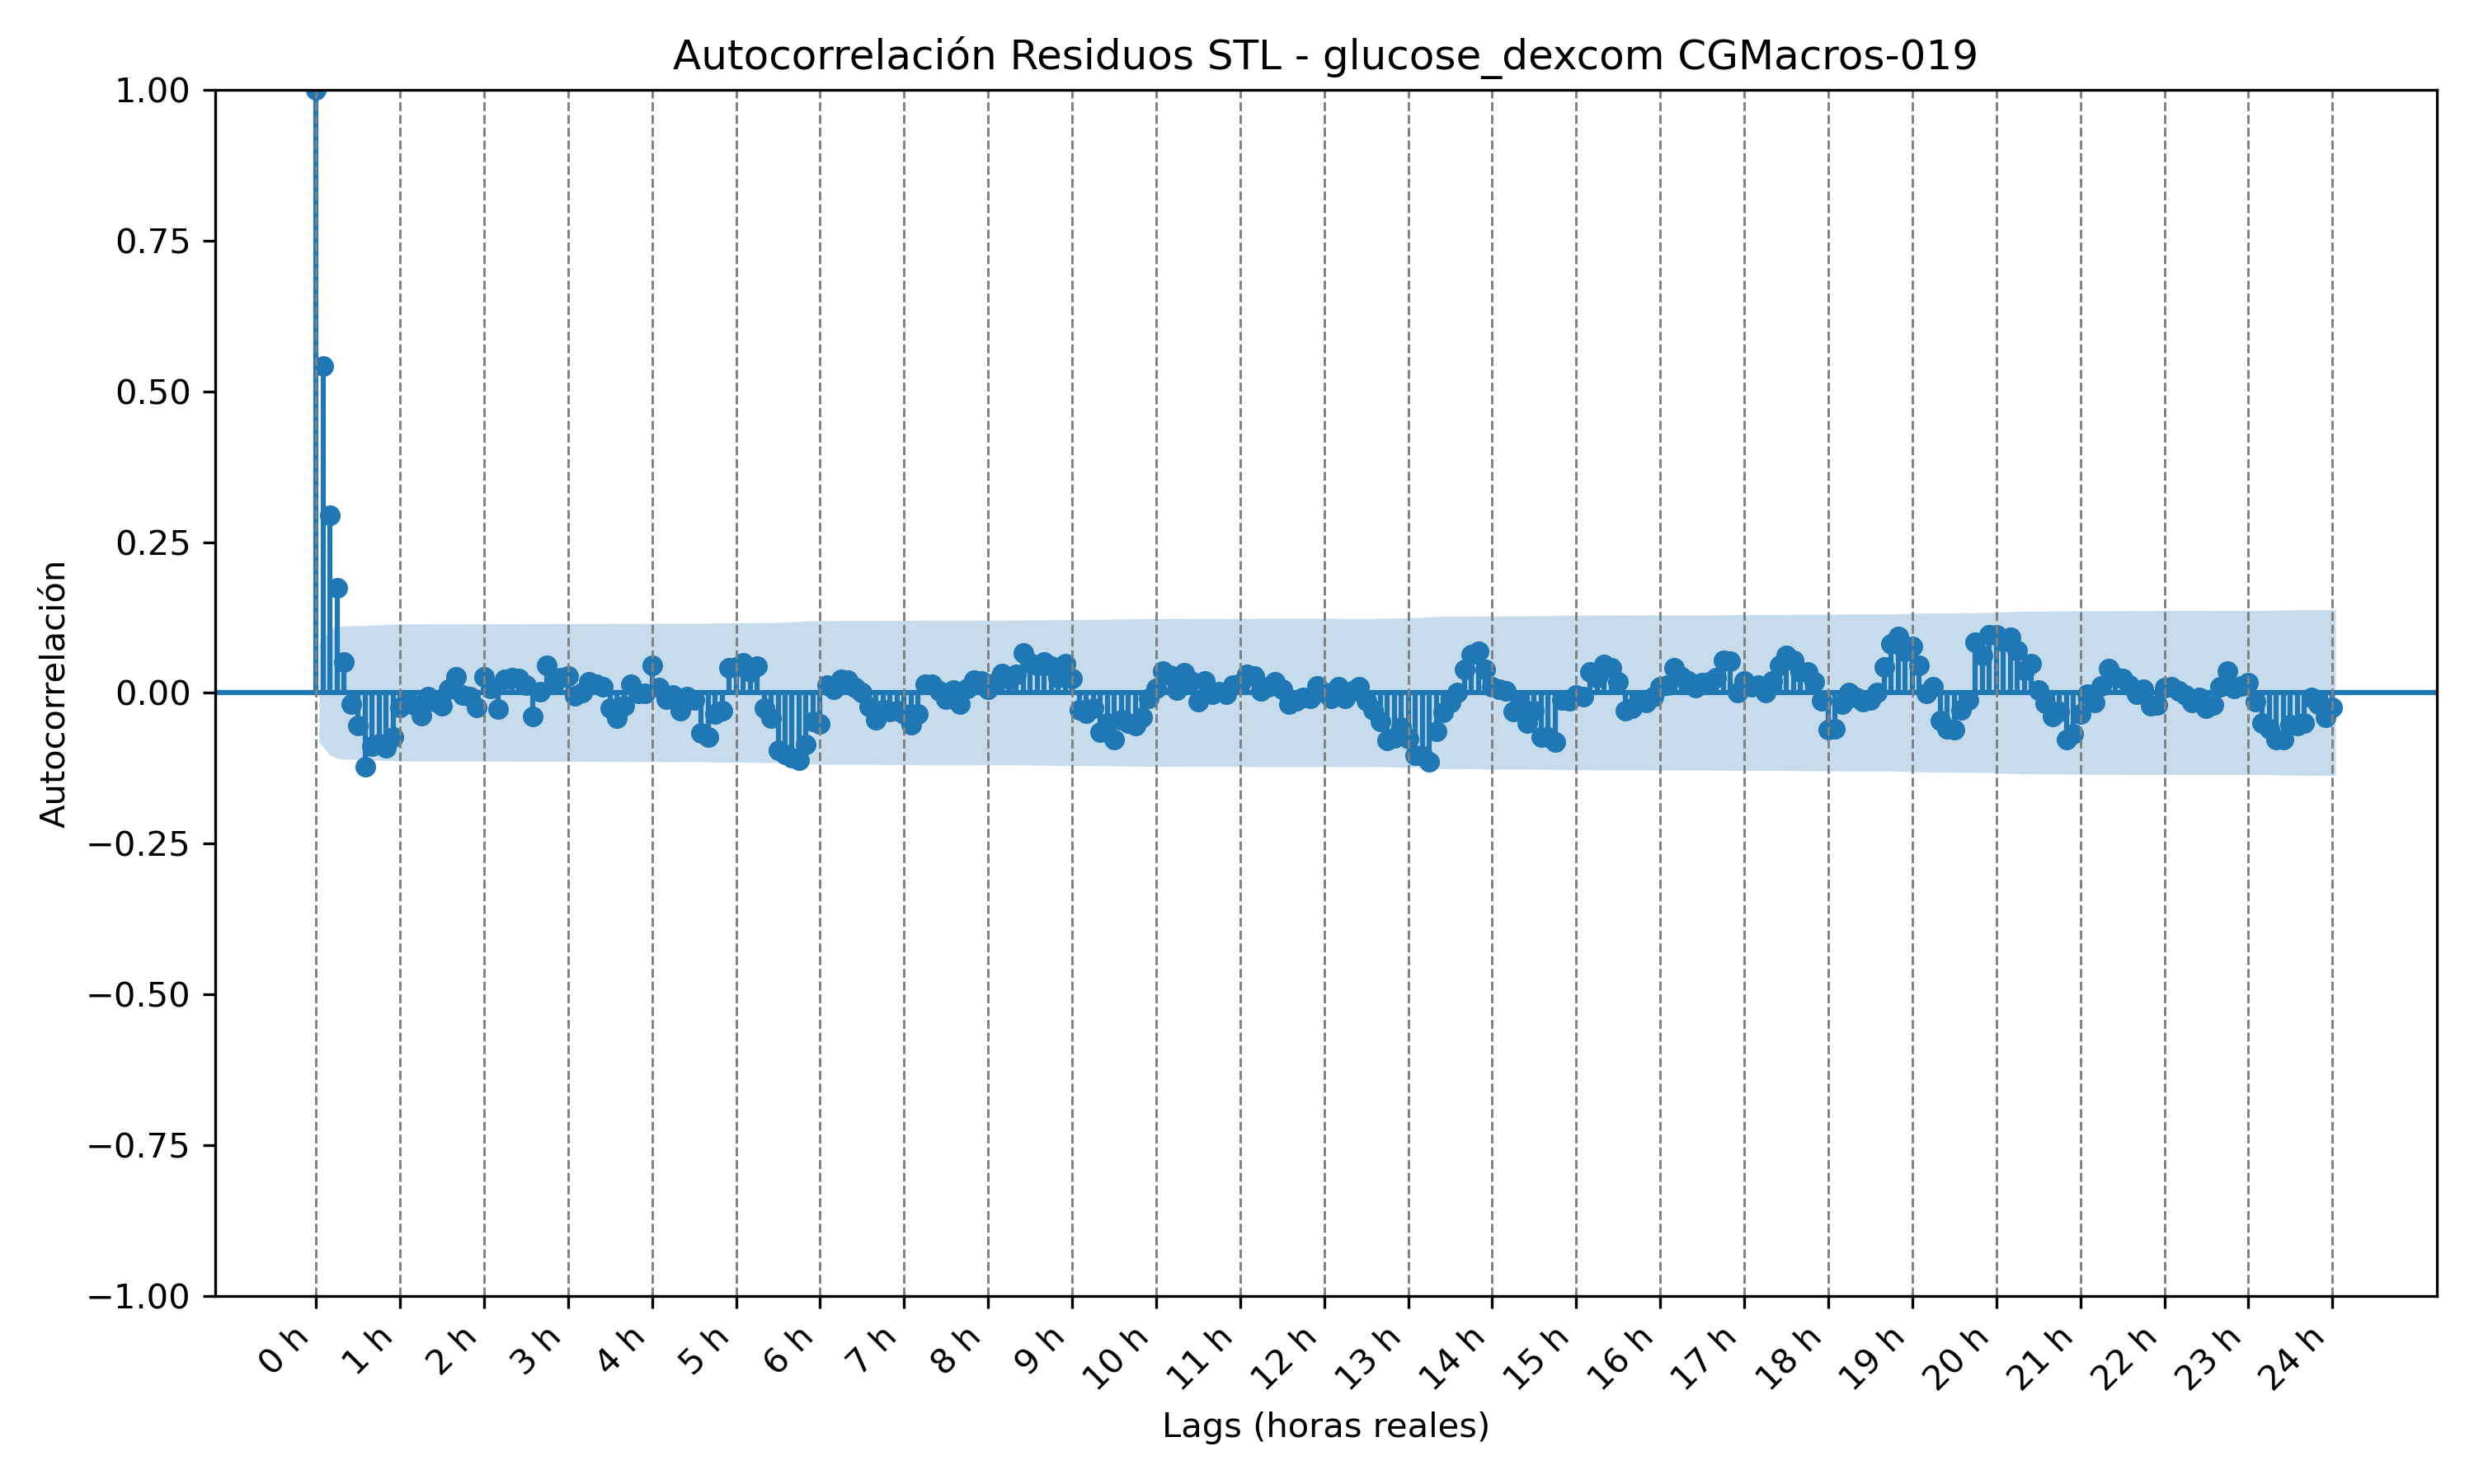 Autocorrelación Residuos STL - glucose_dexcom CGMacros-019
Autocorrelación
1.00
0.75
0.50
0.25
0.00
−0.25
−0.50
−0.75
−1.00
0 h
1 h
2 h
3 h
4 h
5 h
6 h
7 h
8 h
9 h
10 h
11 h
12 h
13 h
14 h
15 h
16 h
17 h
18 h
19 h
20 h
21 h
22 h
23 h
24 h
Lags (horas reales)